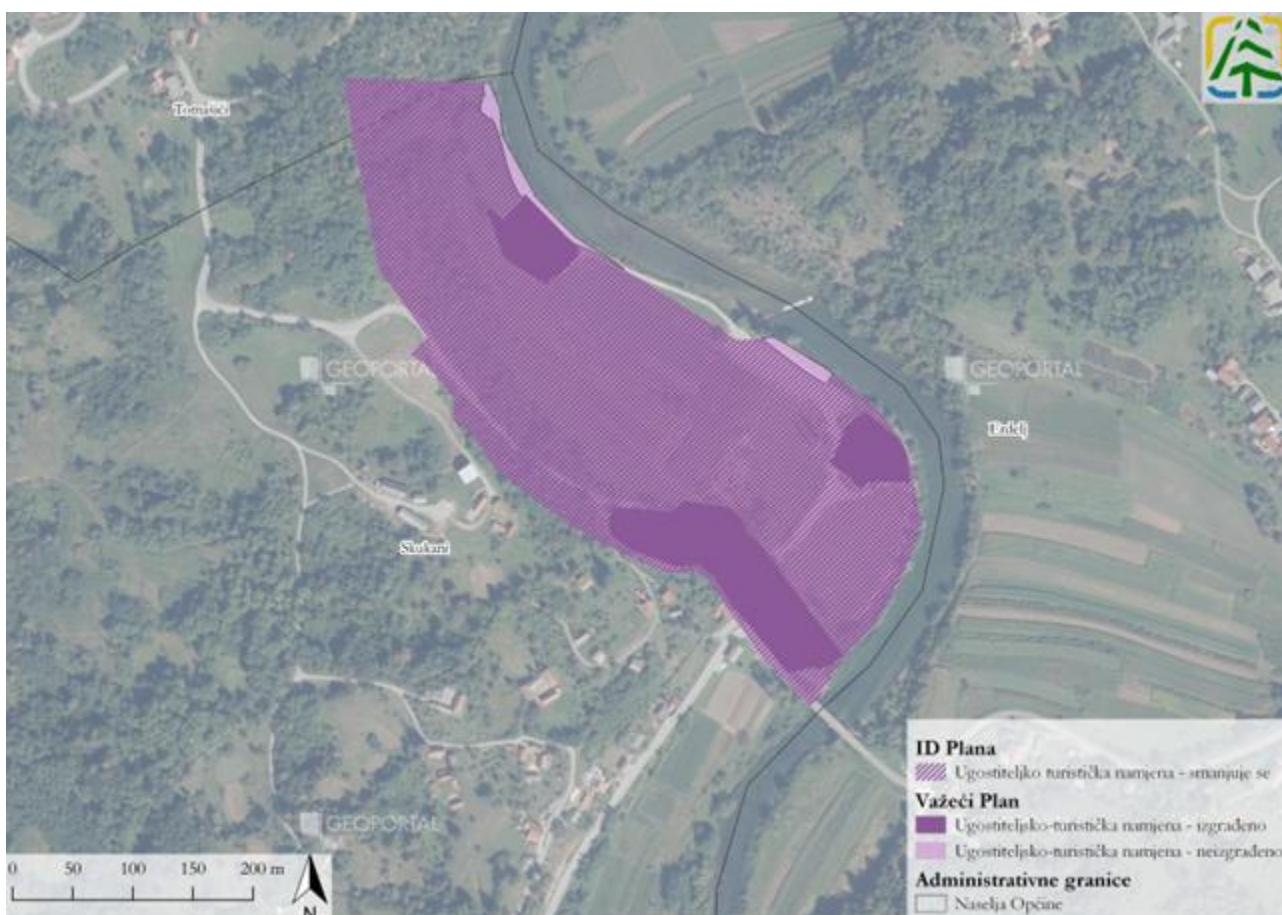 Tomašići
GEOPORTAL
GEOPORTAL
Urdelj
Skukani
GEOPORTAL
ID Plana
Ugostiteljko turistička namjena - smanjuje se
Važeći Plan
Ugostiteljsko-turistička namjena - izgrađeno
Ugostiteljsko-turistička namjena - neizgrađeno
Administrativne granice
Naselja Općine
0 50 100 150 200 m
N